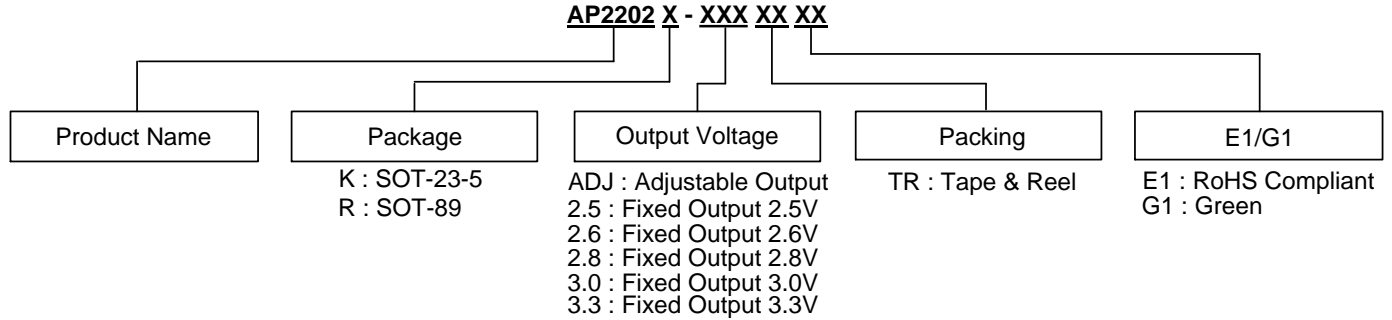 AP2202 X - XXX XX XX
Product Name
Package
Output Voltage
Packing
E1/G1
K : SOT-23-5
R : SOT-89
ADJ : Adjustable Output
2.5 : Fixed Output 2.5V
2.6 : Fixed Output 2.6V
2.8 : Fixed Output 2.8V
3.0 : Fixed Output 3.0V
3.3 : Fixed Output 3.3V
TR : Tape & Reel
E1 : RoHS Compliant
G1 : Green